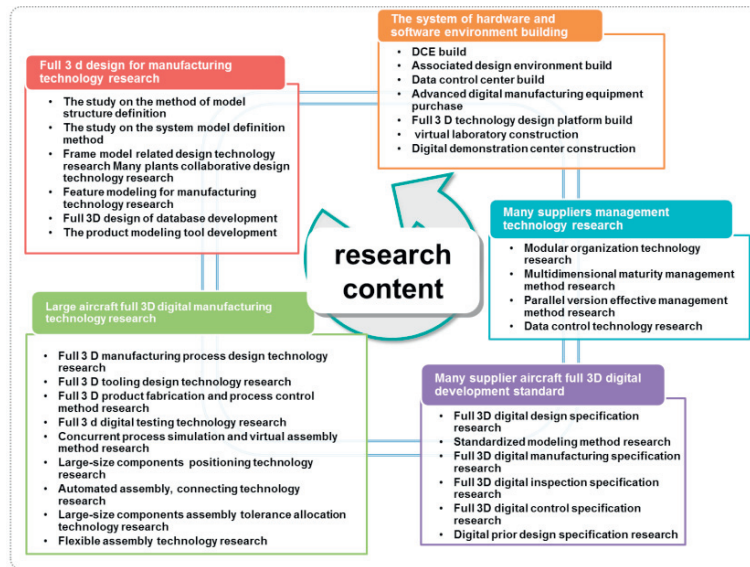 Full 3 d design for manufacturing
technology research
• The study on the method of model
structure definition
• The study on the system model definition
method
• Frame model related design technology
research Many plants collaborative design
technology research
• Feature modeling for manufacturing
technology research
• Full 3D design of database development
• The product modeling tool development
The system of hardware and
software environment building
• DCE build
• Associated design environment build
• Data control center build
• Advanced digital manufacturing equipment
purchase
• Full 3 D technology design platform build
• virtual laboratory construction
• Digital demonstration center construction
research
content
Many suppliers management
technology research
• Modular organization technology
research
• Multidimensional maturity management
method research
• Parallel version effective management
method research
• Data control technology research
Large aircraft full 3D digital manufacturing
technology research
• Full 3 D manufacturing process design technology
research
• Full 3 D tooling design technology research
• Full 3 D product fabrication and process control
method research
• Full 3 d digital testing technology research
• Concurrent process simulation and virtual assembly
method research
• Large-size components positioning technology
research
• Automated assembly, connecting technology
research
• Large-size components assembly tolerance allocation
technology research
• Flexible assembly technology research
Many supplier aircraft full 3D digital
development standard
• Full 3D digital design specification
research
• Standardized modeling method research
• Full 3D digital manufacturing specification
research
• Full 3D digital inspection specification
research
• Full 3D digital control specification
research
• Digital prior design specification research